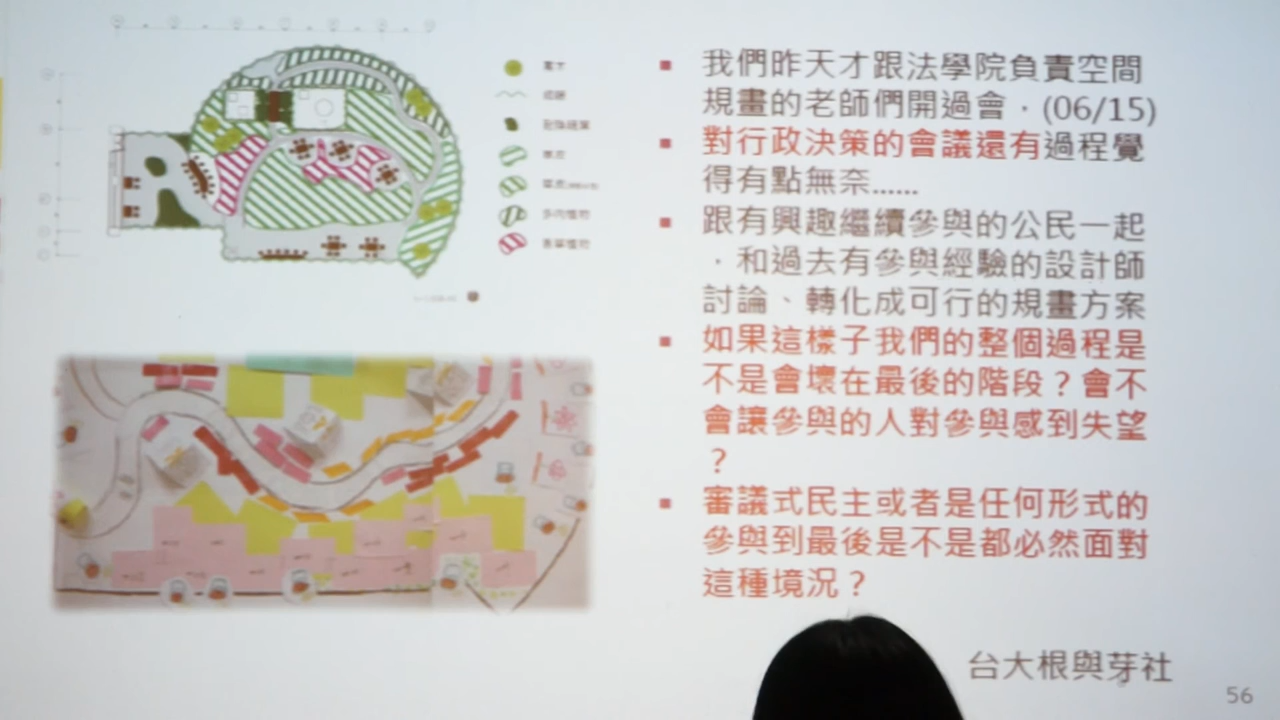 我們昨天才跟法學院負責空間
規畫的老師們開過會，(06/15)
對行政決策的會議還有過程覺
得有點無奈......
跟有興趣繼續參與的公民一起
，和過去有參與經驗的設計師
討論、轉化成可行的規畫方案
如果這樣子我們的整個過程是
不是會壞在最後的階段？會不
會讓參與的人對參與感到失望
？
審議式民主或者是任何形式的
參與到最後是不是都必然面對
這種境況？
台大根與芽社
56